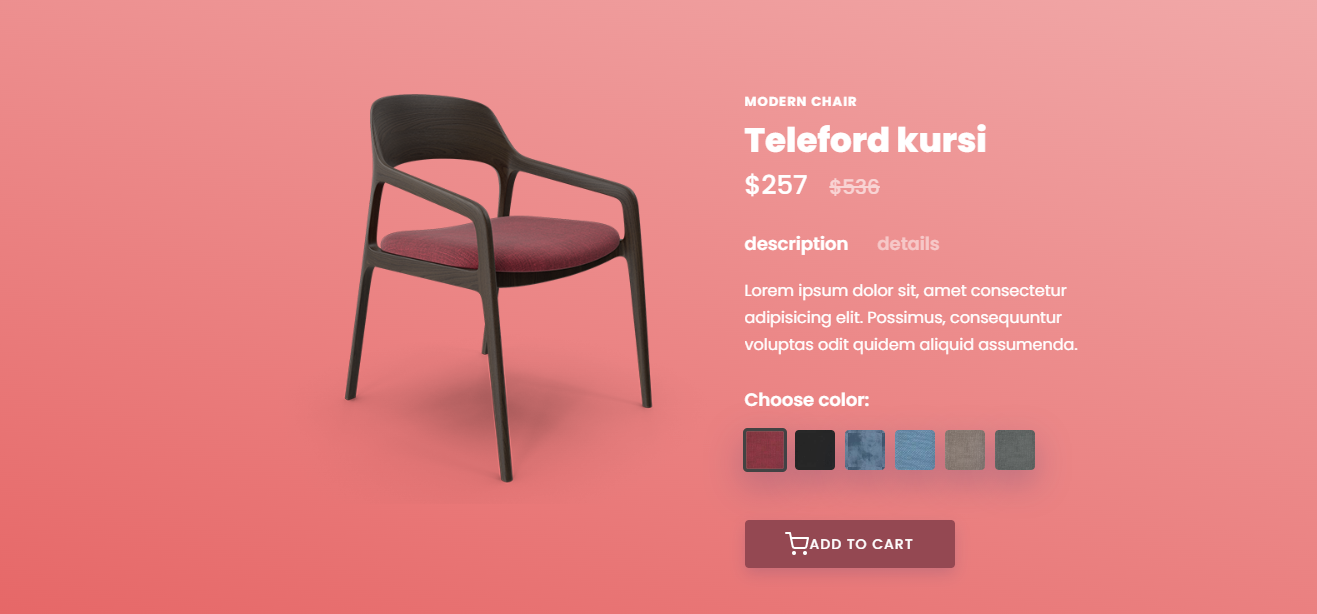 MODERN CHAIR
Teleford kursi
$257 $536
description details
Lorem ipsum dolor sit, amet consectetur
adipisicing elit. Possimus, consequuntur
voluptas odit quidem aliquid assumenda.
Choose color:
ADD TO CART